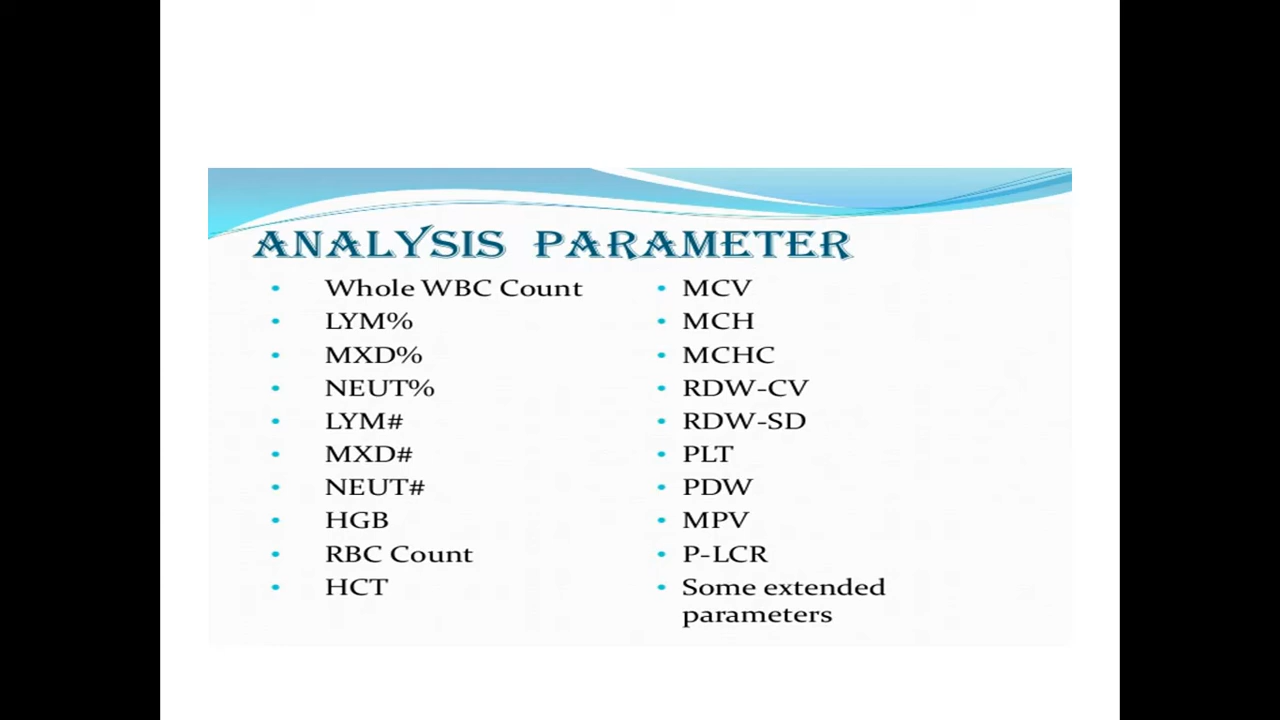 ANALYSIS PARAMETER
• Whole WBC Count
• LYM%
• MXD%
• NEUT%
• LYM#
• MXD#
• NEUT#
• HGB
• RBC Count
• HCT
• MCV
• MCH
• MCHC
• RDW-CV
• RDW-SD
• PLT
• PDW
• MPV
• P-LCR
• Some extended
parameters